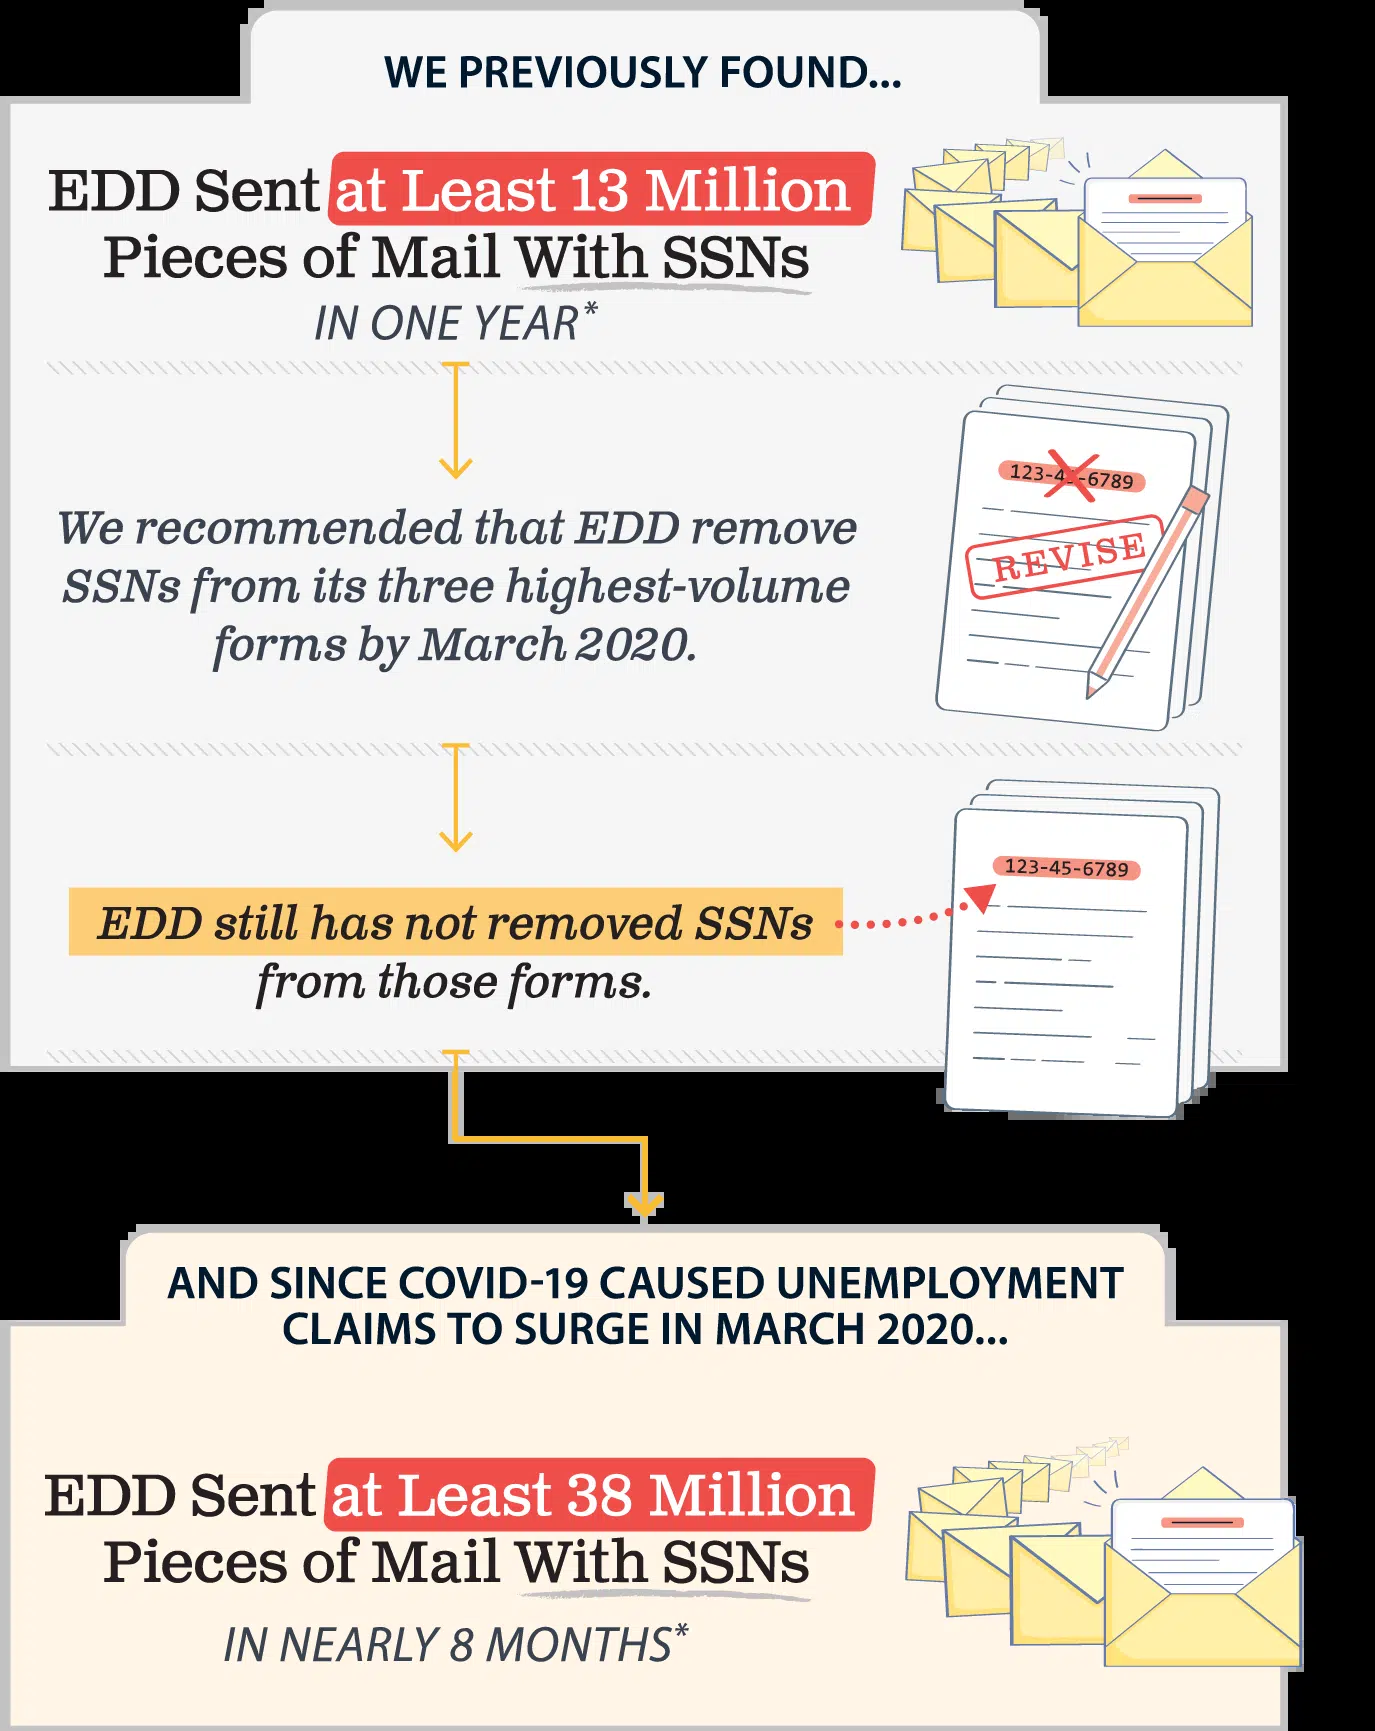 WE PREVIOUSLY FOUND...
EDD Sent at Least 13 Million
Pieces of Mail With SSNs
IN ONE YEAR*
We recommended that EDD remove
SSNs from its three highest-volume
forms by March 2020.
123-45-6789
REVISE
EDD still has not removed SSNs
from those forms.
123-45-6789
AND SINCE COVID-19 CAUSED UNEMPLOYMENT
CLAIMS TO SURGE IN MARCH 2020...
EDD Sent at Least 38 Million
Pieces of Mail With SSNs
IN NEARLY 8 MONTHS*